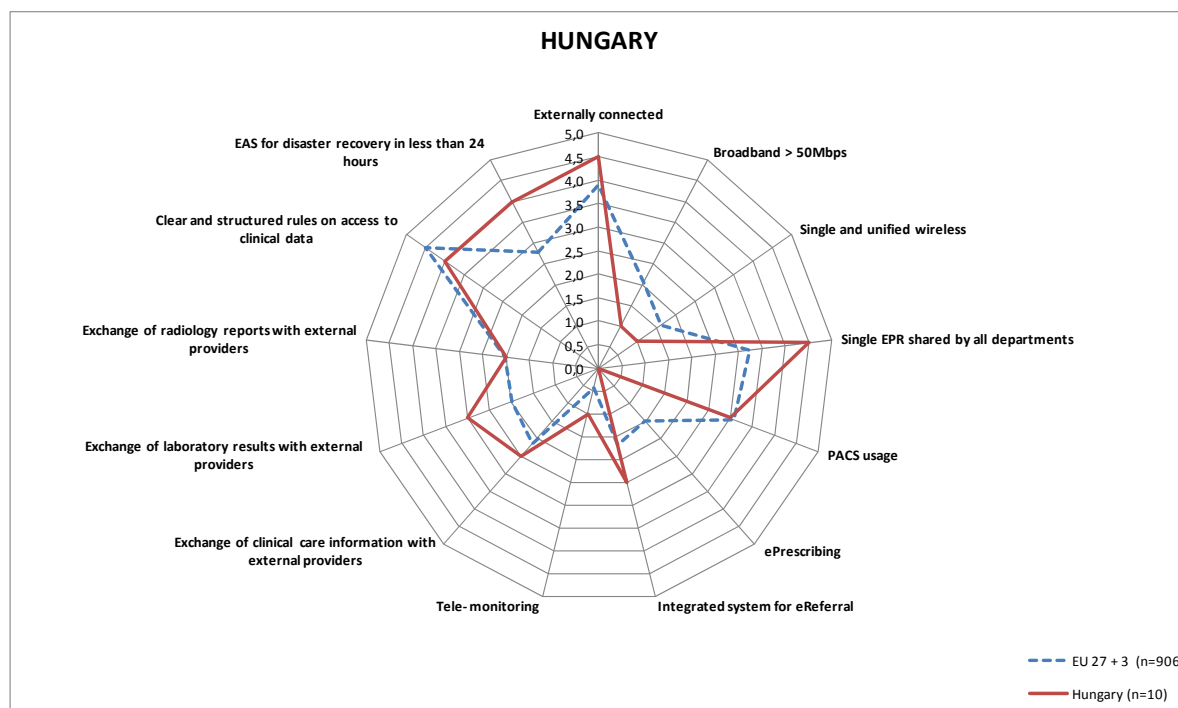 HUNGARY
Externally connected
EAS for disaster recovery in less than 24
hours
Broadband > 50Mbps
Clear and structured rules on access to
clinical data
Single and unified wireless
Exchange of radiology reports with external
providers
Single EPR shared by all departments
Exchange of laboratory results with external
providers
PACS usage
Exchange of clinical care information with
external providers
ePrescribing
Tele- monitoring
Integrated system for eReferral
5,0
4,5
4,0
3,5
3,0
2,5
2,0
1,5
1,0
0,5
0,0
EU 27 + 3 (n=906
Hungary (n=10)